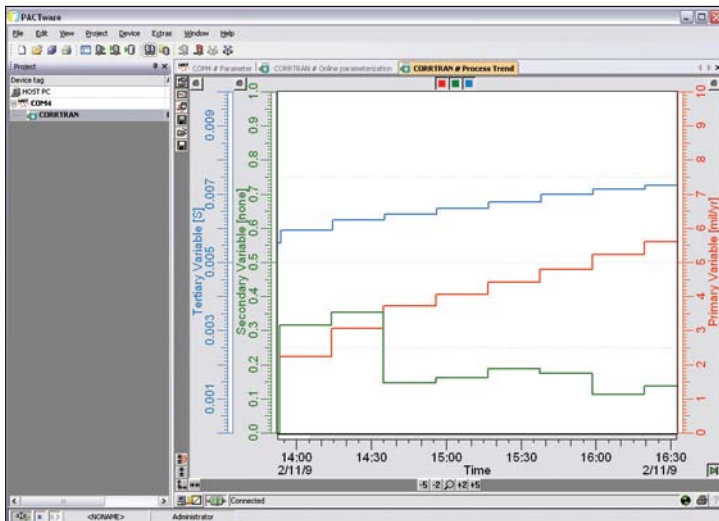 PACTware
File Edit View Project Device Extras Window Help
Project
COM4 # Parameter CORRTRAN # Online parameterization CORRTRAN # Process Trend
Device tag
HOST PC
COM4
CORRTRAN
Tertiary Variable [S]
0.009
0.007
0.005
0.003
0.001
Secondary Variable [none]
1.0
0.9
0.8
0.7
0.6
0.5
0.4
0.3
0.2
0.1
0.0
Primary Variable [mil/yr]
10
9
8
7
6
5
4
3
2
1
0
14:00 14:30 15:00 15:30 16:00 16:30
2/11/9 Time 2/11/9
-5 -2 +2 +5
Connected
<NONAME> Administrator